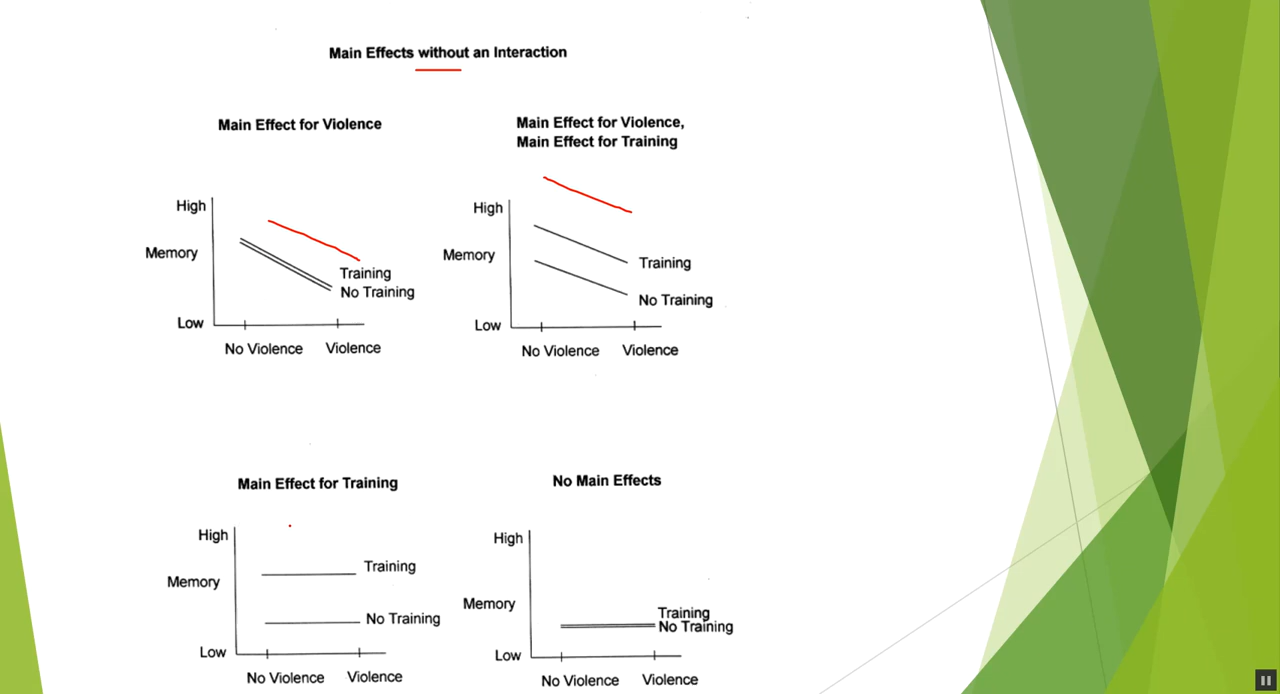 Main Effects without an Interaction
Main Effect for Violence
High
Memory
Training
No Training
Low
No Violence Violence
Main Effect for Violence,
Main Effect for Training
High
Memory
Training
No Training
Low
No Violence Violence
Main Effect for Training
High
Training
Memory
No Training
Low
No Violence Violence
No Main Effects
High
Memory
Training
No Training
Low
No Violence Violence